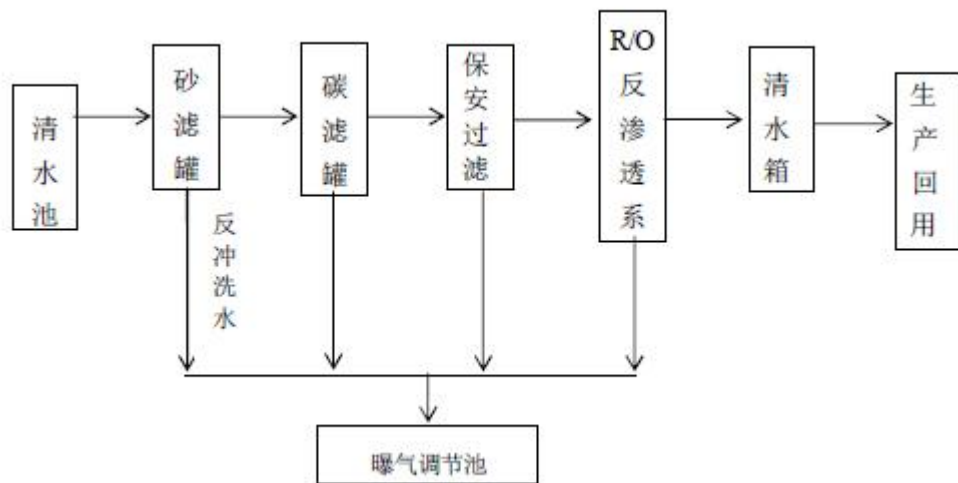 清水池
砂滤罐
碳滤罐
保安过滤
R/O
反渗透系
清水箱
生产回用
反冲洗水
曝气调节池